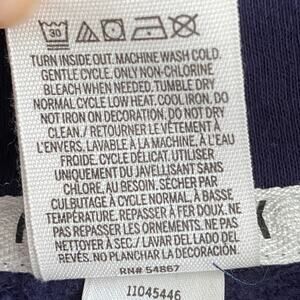 30
TURN INSIDE OUT. MACHINE WASH COLD.
GENTLE CYCLE. ONLY NON-CHLORINE
BLEACH WHEN NEEDED. TUMBLE DRY
NORMAL CYCLE LOW HEAT. COOL IRON. DO
NOT IRON ON DECORATION. DO NOT DRY
CLEAN. / RETOURNER LE VÊTEMENT À
L'ENVERS. LAVABLE À LA MACHINE, À L'EAU
FROIDE. CYCLE DÉLICAT. UTILISER
UNIQUEMENT DU JAVELLISANT SANS
CHLORE, AU BESOIN. SÉCHER PAR
CULBUTAGE À CYCLE NORMAL, À BASSE
TEMPÉRATURE. REPASSER À FER DOUX. NE
PAS REPASSER LES ORNEMENTS. NE PAS
NETTOYER À SEC./ LAVAR DEL LADO DEL
REVÉS. NO PLANCHAR LA DECORACIÓN.
RN# 54867
11045446